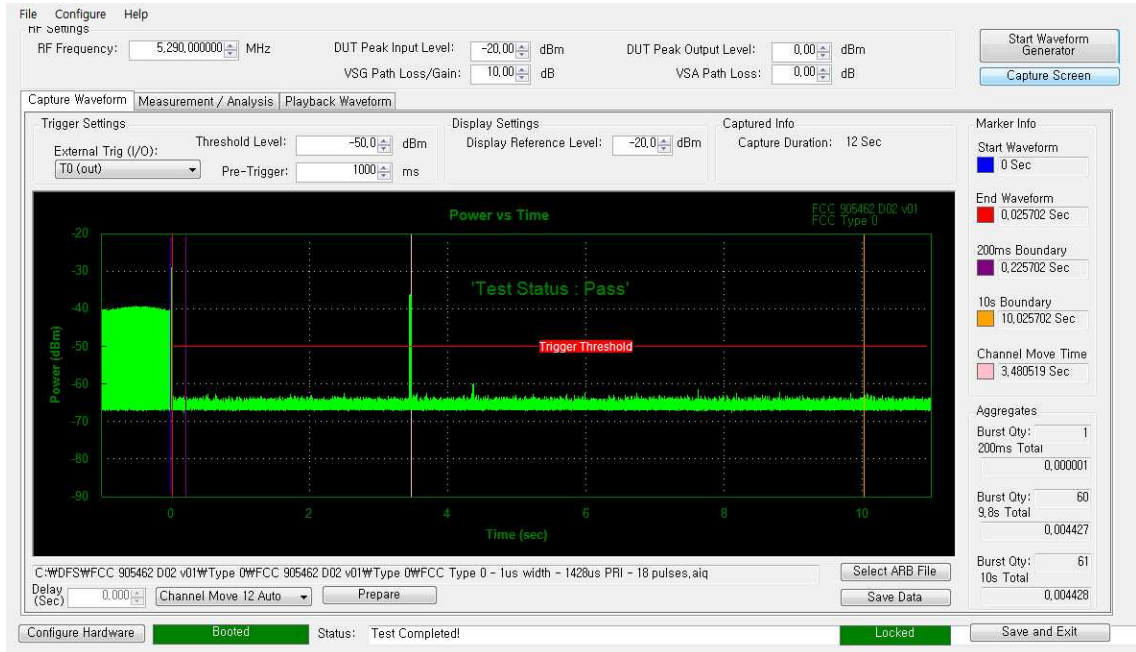 File Configure Help
RF Settings
RF Frequency: 5,290,000000 MHz DUT Peak Input Level: -20,00 dBm DUT Peak Output Level: 0,00 dBm
VSG Path Loss/Gain: 10,00 dB VSA Path Loss: 0,00 dB
Start Waveform
Generator
Capture Screen
Capture Waveform Measurement / Analysis Playback Waveform
Trigger Settings
External Trig (I/O):
T0 (out)
Threshold Level: -50,0 dBm
Pre-Trigger: 1000 ms
Display Settings
Display Reference Level: -20,0 dBm
Captured Info
Capture Duration: 12 Sec
Power vs Time
FCC 905462 D02 v01
FCC Type 0
'Test Status : Pass'
Trigger Threshold
Power (dBm)
-20
-30
-40
-50
-60
-70
-80
-90
0 2 4 6 8 10
Time (sec)
Marker Info
Start Waveform
0 Sec
End Waveform
0,025702 Sec
200ms Boundary
0,225702 Sec
10s Boundary
10,025702 Sec
Channel Move Time
3,480519 Sec
Aggregates
Burst Qty: 1
200ms Total
0,000001
Burst Qty: 60
9,8s Total
0,004427
Burst Qty: 61
10s Total
0,004428
C:₩DFS₩FCC 905462 D02 v01₩Type 0₩FCC 905462 D02 v01₩Type 0₩FCC Type 0 - 1us width - 1428us PRI - 18 pulses,aiq
Select ARB File
Delay
(Sec) 0,000 Channel Move 12 Auto Prepare
Save Data
Configure Hardware Booted Status: Test Completed! Locked Save and Exit